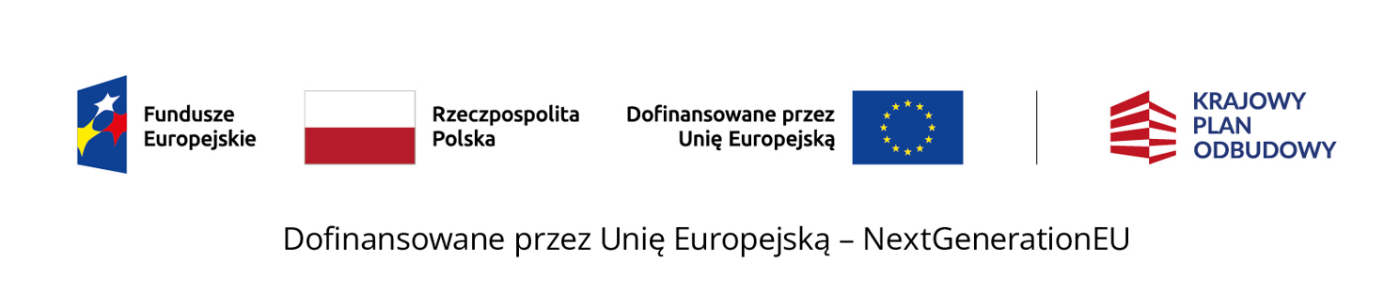 Fundusze
Europejskie
Rzeczpospolita
Polska
Dofinansowane przez
Unię Europejską
KRAJOWY
PLAN
ODBUDOWY
Dofinansowane przez Unię Europejską – NextGenerationEU